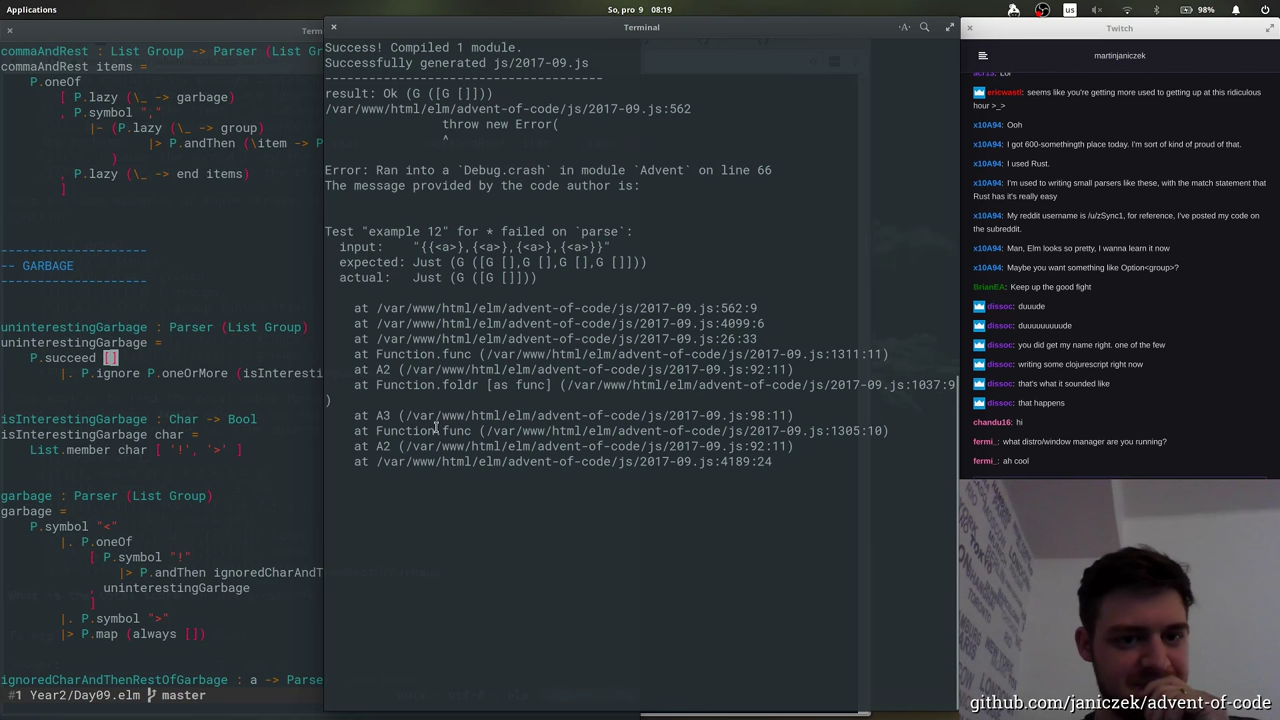 Applications
So, pro 9 08:19
us
98%
Term
commaAndRest : List Group -> Parser (List Gr
commaAndRest items =
P.oneOf
[ P.lazy (\_ -> garbage)
, P.symbol ","
|- (P.lazy (\_ -> group)
|> P.andThen (\item ->
)
, P.lazy (\_ -> end items)
]
---------------------
-- GARBAGE
---------------------
uninterestingGarbage : Parser (List Group)
uninterestingGarbage =
P.succeed []
|. P.ignore P.oneOrMore (isInteresti
isInterestingGarbage : Char -> Bool
isInterestingGarbage char =
list.member char [ '!', '>' ]
garbage : Parser (List Group)
garbage =
P.symbol "<"
|. P.oneOf
[ P.symbol "!"
|> P.andThen ignoredCharAndT
, uninterestingGarbage
]
|. P.symbol ">"
|> P.map (always [])
ignoredCharAndThenRestOfGarbage : a -> Parse
#1 Year2/Day09.elm master
Terminal
Success! Compiled 1 module.
Successfully generated js/2017-09.js
------------------------------------
result: Ok (G ([G []]))
/var/www/html/elm/advent-of-code/js/2017-09.js:562
throw new Error(
^
Error: Ran into a `Debug.crash` in module `Advent` on line 66
The message provided by the code author is:
Test "example 12" for * failed on `parse`:
input: "{{<a>},{<a>},{<a>},{<a>}}"
expected: Just (G ([G [],G [],G [],G []]))
actual: Just (G ([G []]))
at /var/www/html/elm/advent-of-code/js/2017-09.js:562:9
at /var/www/html/elm/advent-of-code/js/2017-09.js:4099:6
at /var/www/html/elm/advent-of-code/js/2017-09.js:26:33
at Function.func (/var/www/html/elm/advent-of-code/js/2017-09.js:1311:11)
at A2 (/var/www/html/elm/advent-of-code/js/2017-09.js:92:11)
at Function.foldr [as func] (/var/www/html/elm/advent-of-code/js/2017-09.js:1037:9
)
at A3 (/var/www/html/elm/advent-of-code/js/2017-09.js:98:11)
at Function.func (/var/www/html/elm/advent-of-code/js/2017-09.js:1305:10)
at A2 (/var/www/html/elm/advent-of-code/js/2017-09.js:92:11)
at /var/www/html/elm/advent-of-code/js/2017-09.js:4189:24
Twitch
martinjaniczek
acr13: Lol
ericwastl: seems like you're getting more used to getting up at this ridiculous
hour >_>
x10A94: Ooh
x10A94: I got 600-somethingth place today. I'm sort of kind of proud of that.
x10A94: I used Rust.
x10A94: I'm used to writing small parsers like these, with the match statement that
Rust has it's really easy
x10A94: My reddit username is /u/zSync1, for reference, I've posted my code on
the subreddit.
x10A94: Man, Elm looks so pretty, I wanna learn it now
x10A94: Maybe you want something like Option<group>?
BrianEA: Keep up the good fight
dissoc: duuude
dissoc: duuuuuuuuude
dissoc: you did get my name right. one of the few
dissoc: writing some clojurescript right now
dissoc: that's what it sounded like
dissoc: that happens
chandu16: hi
fermi_: what distro/window manager are you running?
fermi_: ah cool
github.com/janiczek/advent-of-code